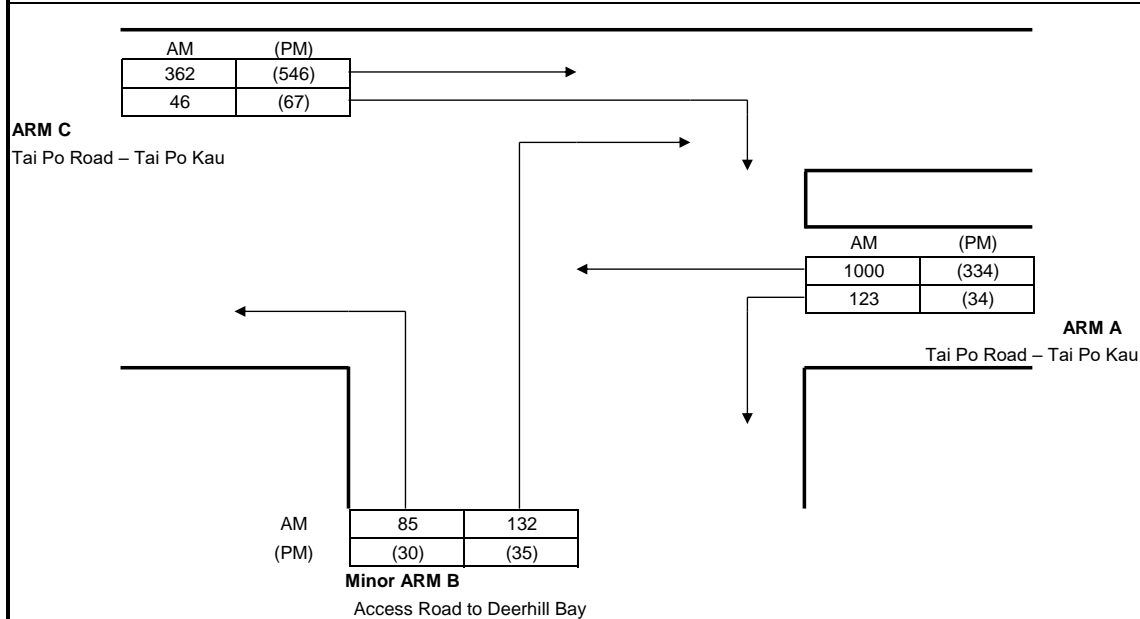 AM (PM)
362 (546)
46 (67)
ARM C
Tai Po Road – Tai Po Kau
AM (PM)
1000 (334)
123 (34)
ARM A
Tai Po Road – Tai Po Kau
AM 85 132
(PM) (30) (35)
Minor ARM B
Access Road to Deerhill Bay